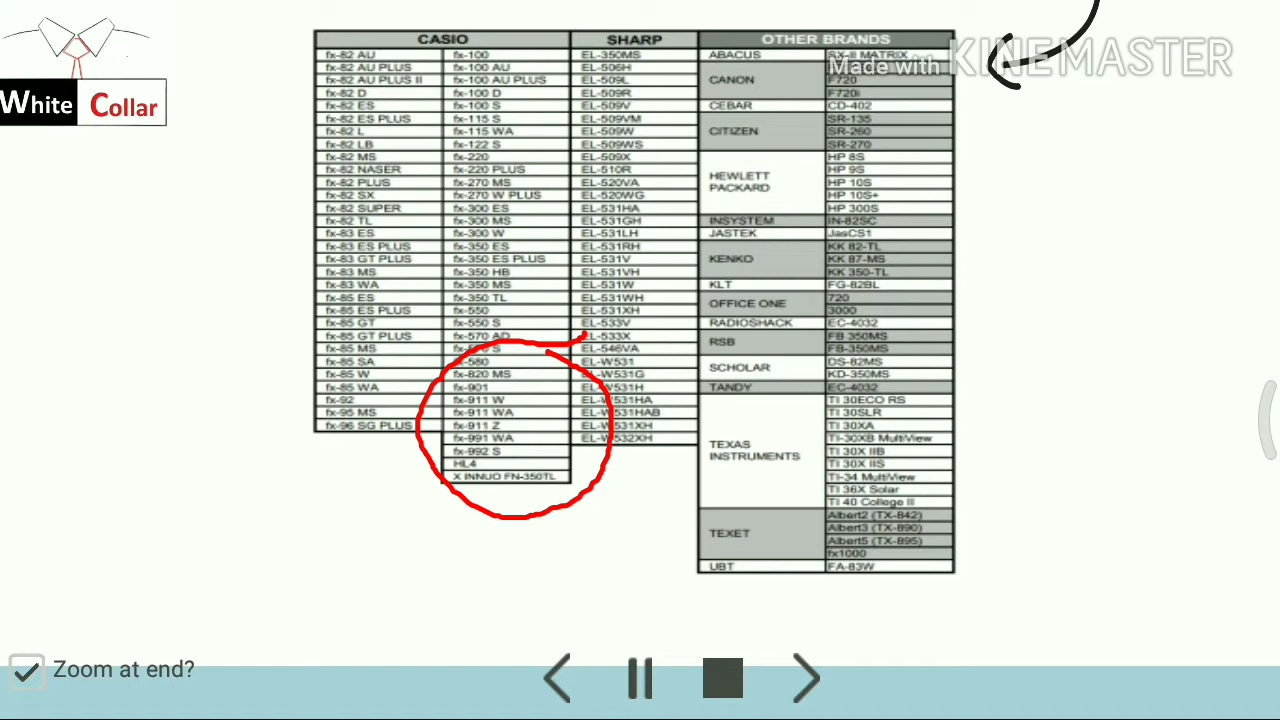 White Collar
Made with KINEMASTER
CASIO SHARP OTHER BRANDS
fx-82 AU fx-100 EL-350MS ABACUS SX-II MATRIX
fx-82 AU PLUS fx-100 AU EL-506H
fx-82 AU PLUS II fx-100 AU PLUS EL-509L CANON F720
fx-82 D fx-100 D EL-509R F720i
fx-82 ES fx-100 S EL-509V CEBAR CD-402
fx-82 ES PLUS fx-115 S EL-509VM SR-135
fx-82 L fx-115 WA EL-509W CITIZEN SR-260
fx-82 LB fx-122 S EL-509WS SR-270
fx-82 MS fx-220 EL-509X HP 8S
fx-82 NASER fx-220 PLUS EL-510R HEWLETT HP 9S
fx-82 PLUS fx-270 MS EL-520VA PACKARD HP 10S
fx-82 SX fx-270 W PLUS EL-520WG HP 10S+
fx-82 SUPER fx-300 ES EL-531HA HP 300S
fx-82 TL fx-300 MS EL-531GH INSYSTEM IN-82SC
fx-83 ES fx-300 W EL-531LH JASTEK JasCS1
fx-83 ES PLUS fx-350 ES EL-531RH KK 82-TL
fx-83 GT PLUS fx-350 ES PLUS EL-531V KENKO KK 87-MS
fx-83 MS fx-350 HB EL-531VH KK 350-TL
fx-83 WA fx-350 MS EL-531W KLT FG-82BL
fx-85 ES fx-350 TL EL-531WH OFFICE ONE 720
fx-85 ES PLUS fx-550 EL-531XH 3000
fx-85 GT fx-550 S EL-533V RADIOSHACK EC-4032
fx-85 GT PLUS fx-570 AD EL-533X RSB FB 350MS
fx-85 MS S EL-546VA FB-350MS
fx-85 SA fx-580 EL-W531 SCHOLAR DS-82MS
fx-85 W fx-820 MS EL-W531G KD-350MS
fx-85 WA fx-901 EL-W531H TANDY EC-4032
fx-92 fx-911 W EL-W531HA TI 30ECO RS
fx-95 MS fx-911 WA EL-W531HAB TI 30SLR
fx-96 SG PLUS fx-911 Z EL-W531XH TI 30XA
fx-991 WA EL-W532XH TI-30XB MultiView
fx-992 S TEXAS INSTRUMENTS TI 30X IIB
HL4 TI 30X IIS
X INNUO FN-350TL TI-34 MultiView
TI 36X Solar
TI 40 College II
Albert2 (TX-842)
TEXET Albert3 (TX-890)
Albert5 (TX-895)
fx1000
UBT FA-83W
Zoom at end?